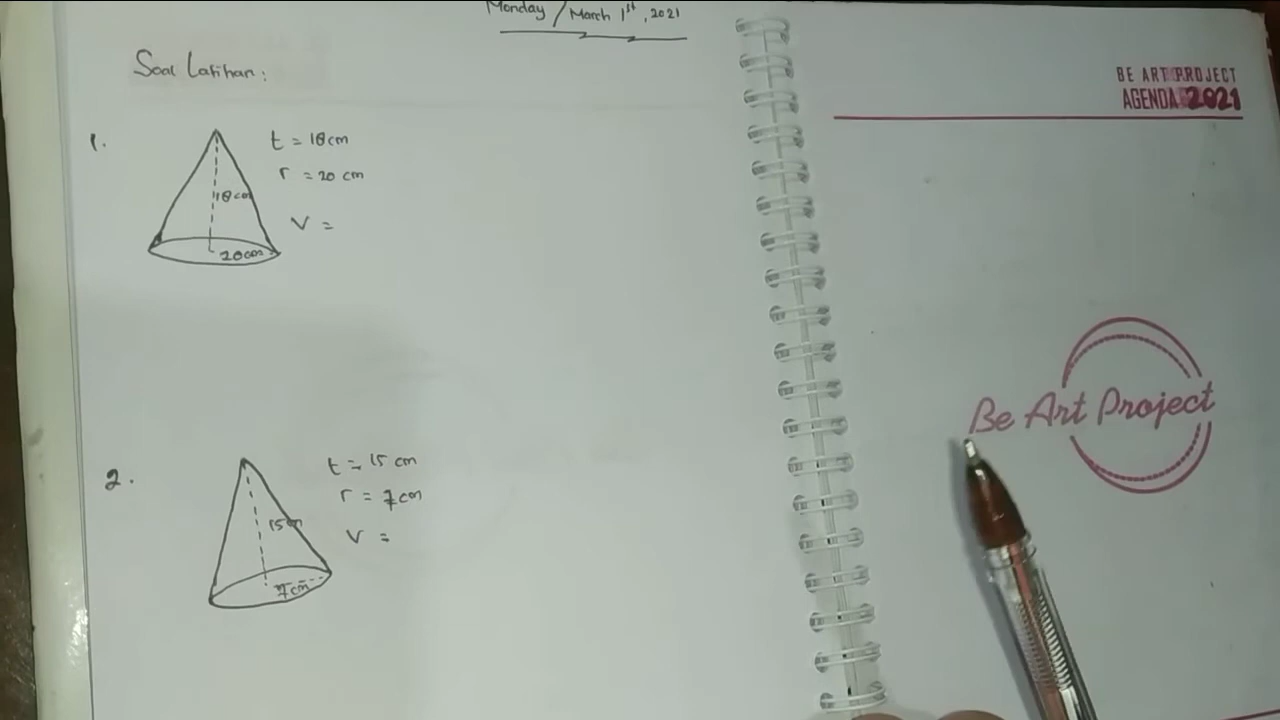 Monday / March 1st, 2021
Soal Latihan :
1.
t = 18 cm
r = 20 cm
18 cm
V =
20 cm
2.
t = 15 cm
r = 7 cm
15 cm
V =
7 cm
BE ART PROJECT
AGENDA 2021
Be Art Project